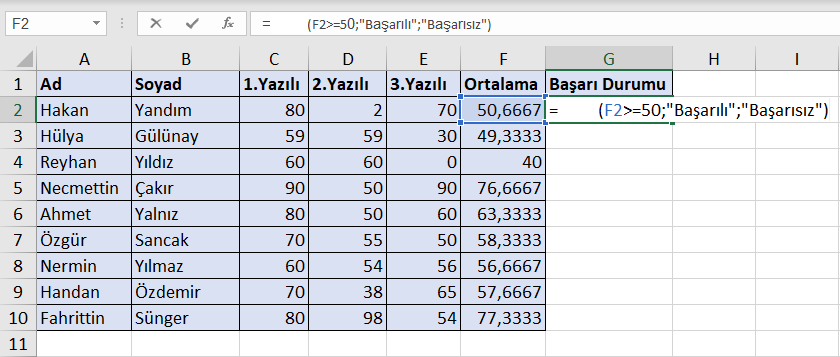 F2 fx = (F2>=50;"Başarılı";"Başarısız")
A B C D E F G H I
1 Ad Soyad 1.Yazılı 2.Yazılı 3.Yazılı Ortalama Başarı Durumu
2 Hakan Yandım 80 2 70 50,6667 = (F2>=50;"Başarılı";"Başarısız")
3 Hülya Gülünay 59 59 30 49,3333
4 Reyhan Yıldız 60 60 0 40
5 Necmettin Çakır 90 50 90 76,6667
6 Ahmet Yalnız 80 50 60 63,3333
7 Özgür Sancak 70 55 50 58,3333
8 Nermin Yılmaz 60 54 56 56,6667
9 Handan Özdemir 70 38 65 57,6667
10 Fahrittin Sünger 80 98 54 77,3333
11